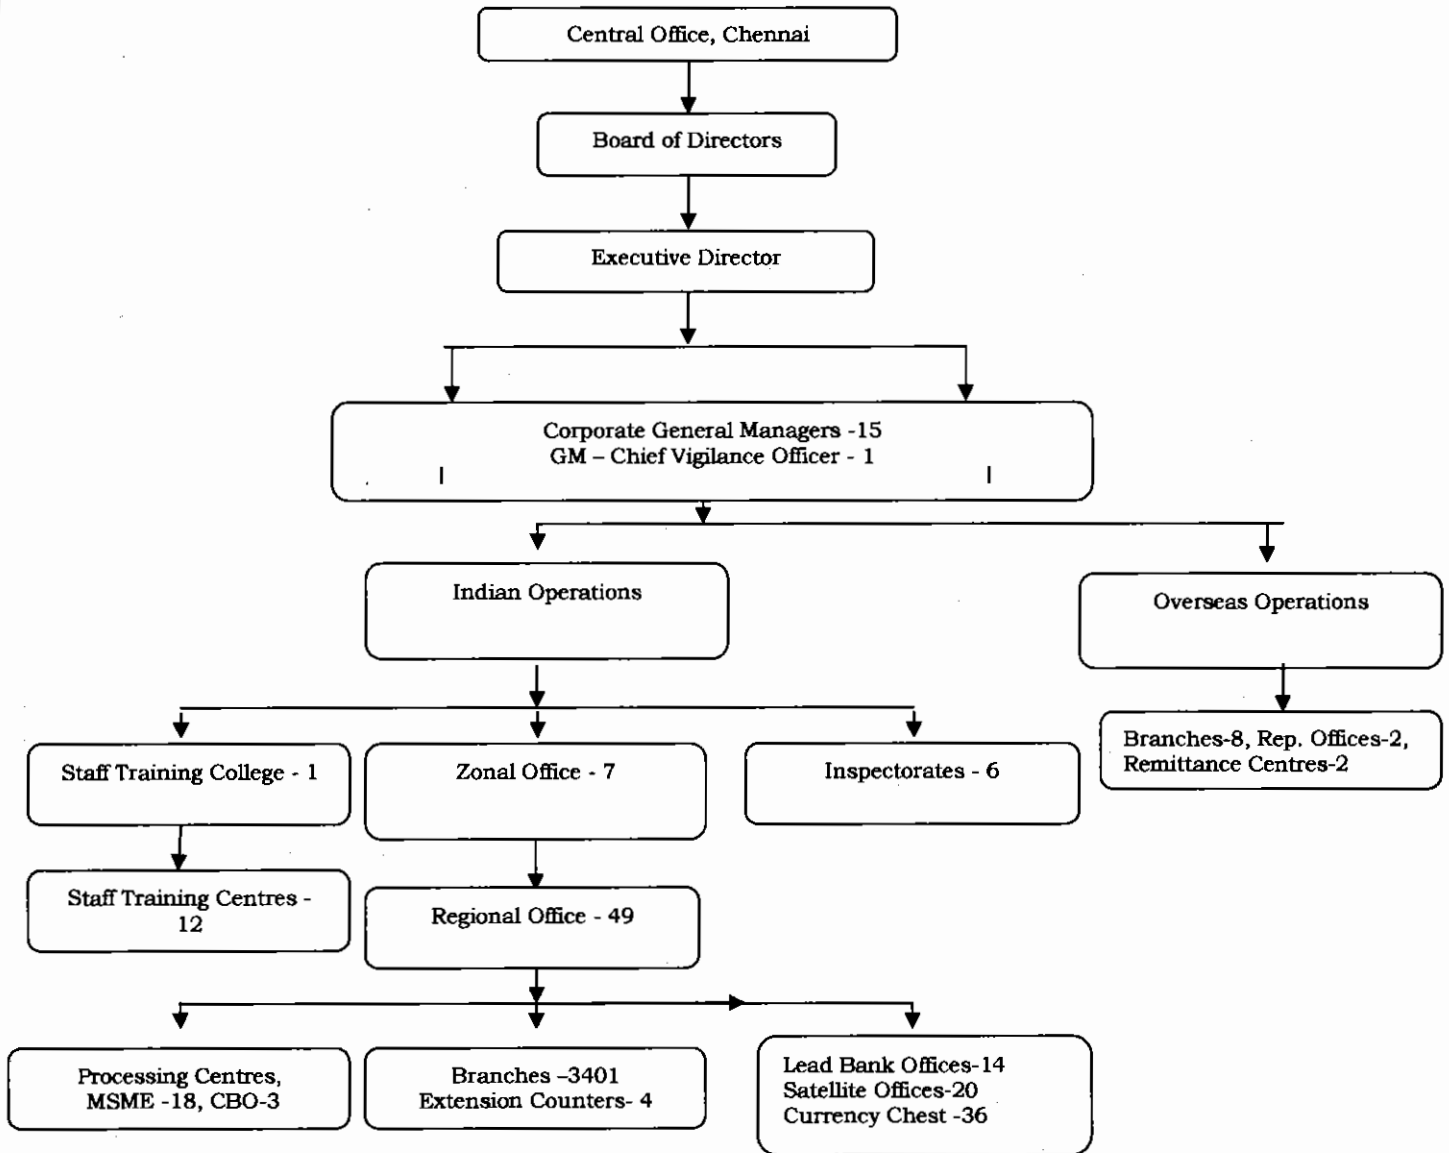 Central Office, Chennai
Board of Directors
Executive Director
Corporate General Managers -15
GM – Chief Vigilance Officer - 1
Indian Operations
Overseas Operations
Staff Training College - 1
Zonal Office - 7
Inspectorates - 6
Branches-8, Rep. Offices-2,
Remittance Centres-2
Staff Training Centres -
12
Regional Office - 49
Processing Centres,
MSME -18, CBO-3
Branches –3401
Extension Counters- 4
Lead Bank Offices-14
Satellite Offices-20
Currency Chest -36